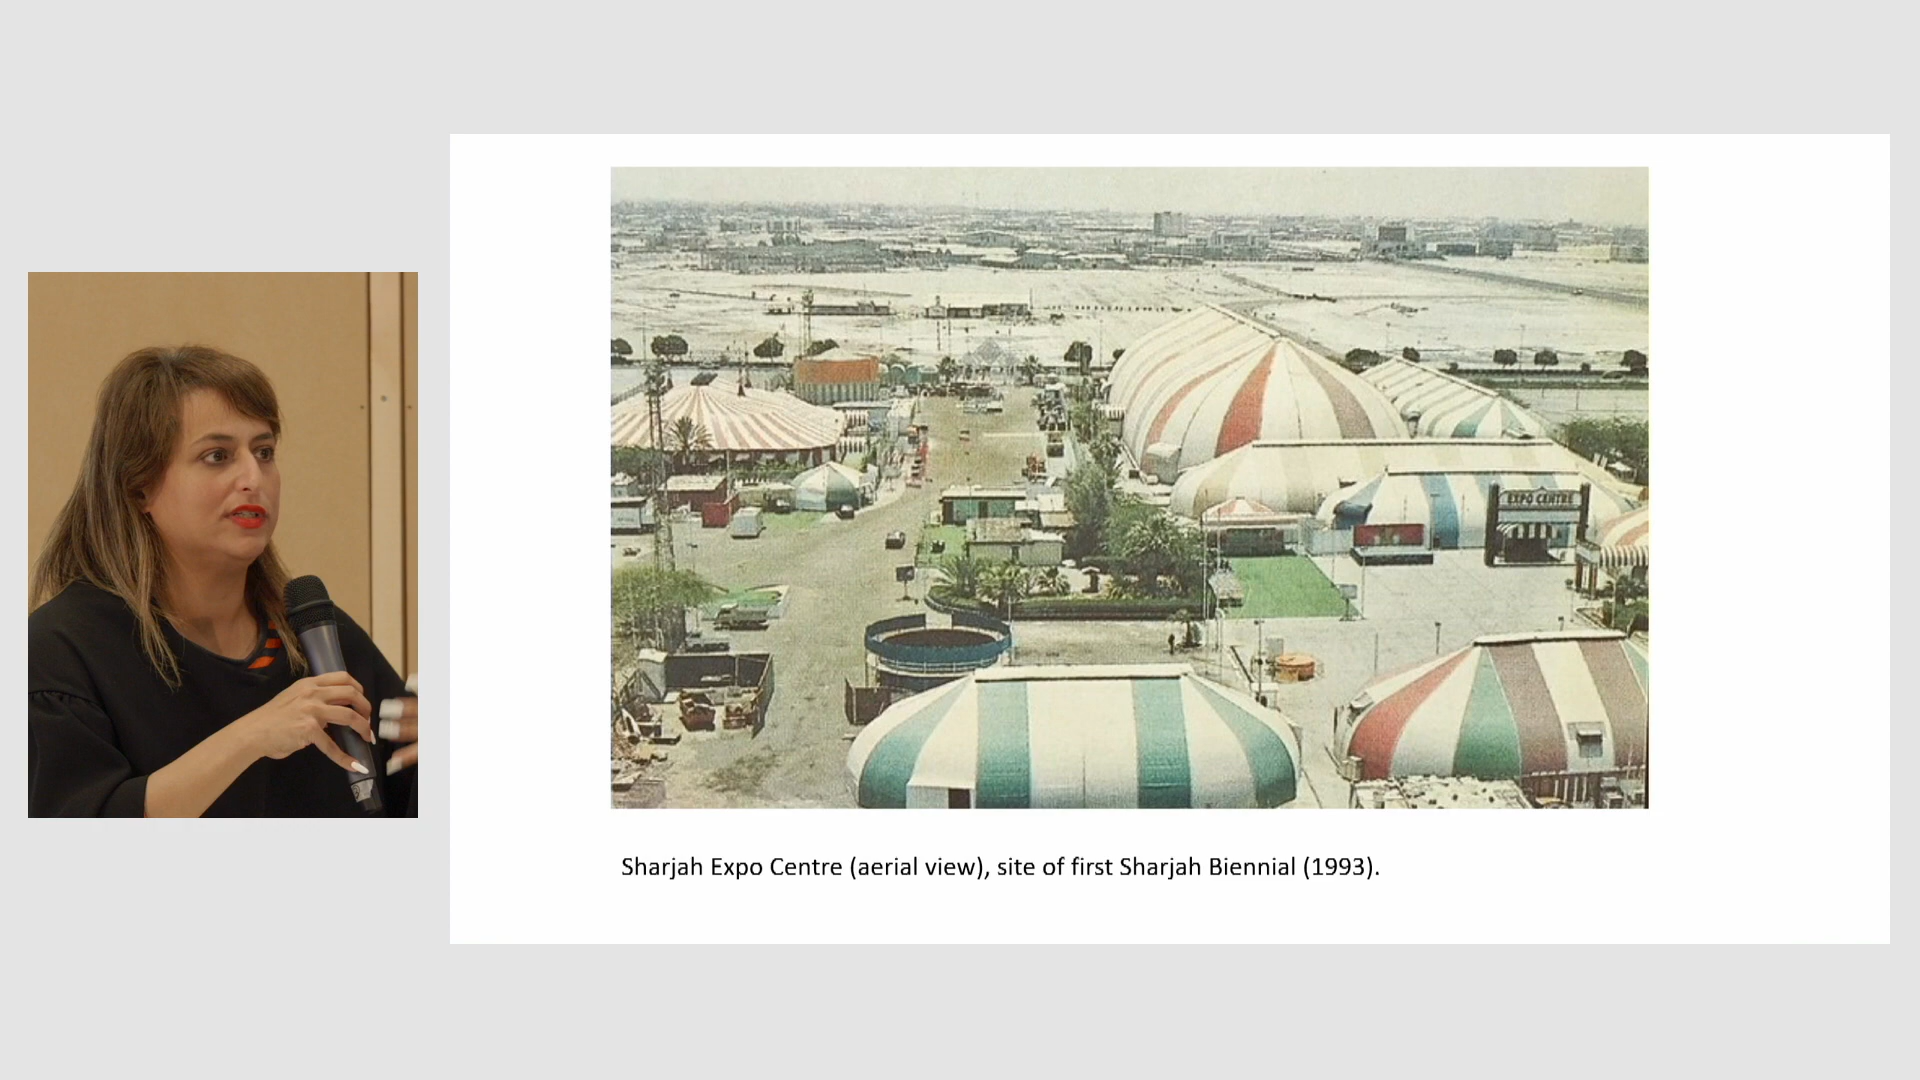 EXPO CENTRE
Sharjah Expo Centre (aerial view), site of first Sharjah Biennial (1993).